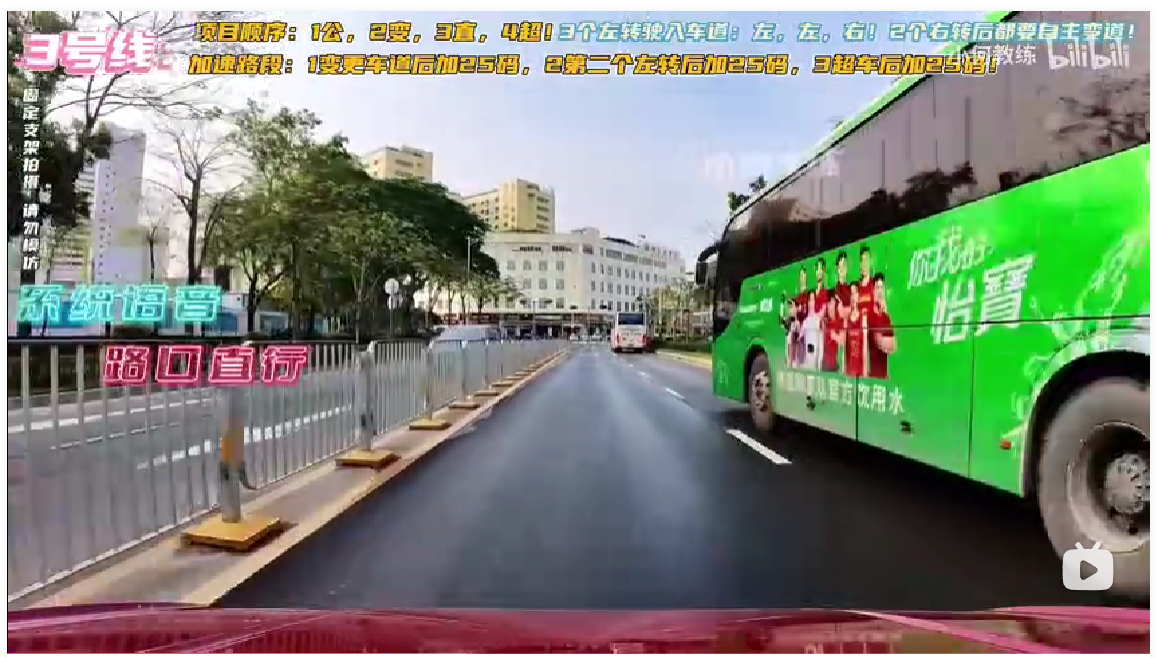 项目顺序：1公，2变，3直，4超！3个左转驶入车道：左，左，右！2个右转后都要自主变道！
3号线
加速路段：1变更车道后加25码，2第二个左转后加25码，3超车后加25码！
小何教练 bilibili
固定支架拍摄 请勿模仿
系统语音
路口直行
你我的
怡寶
官方饮用水